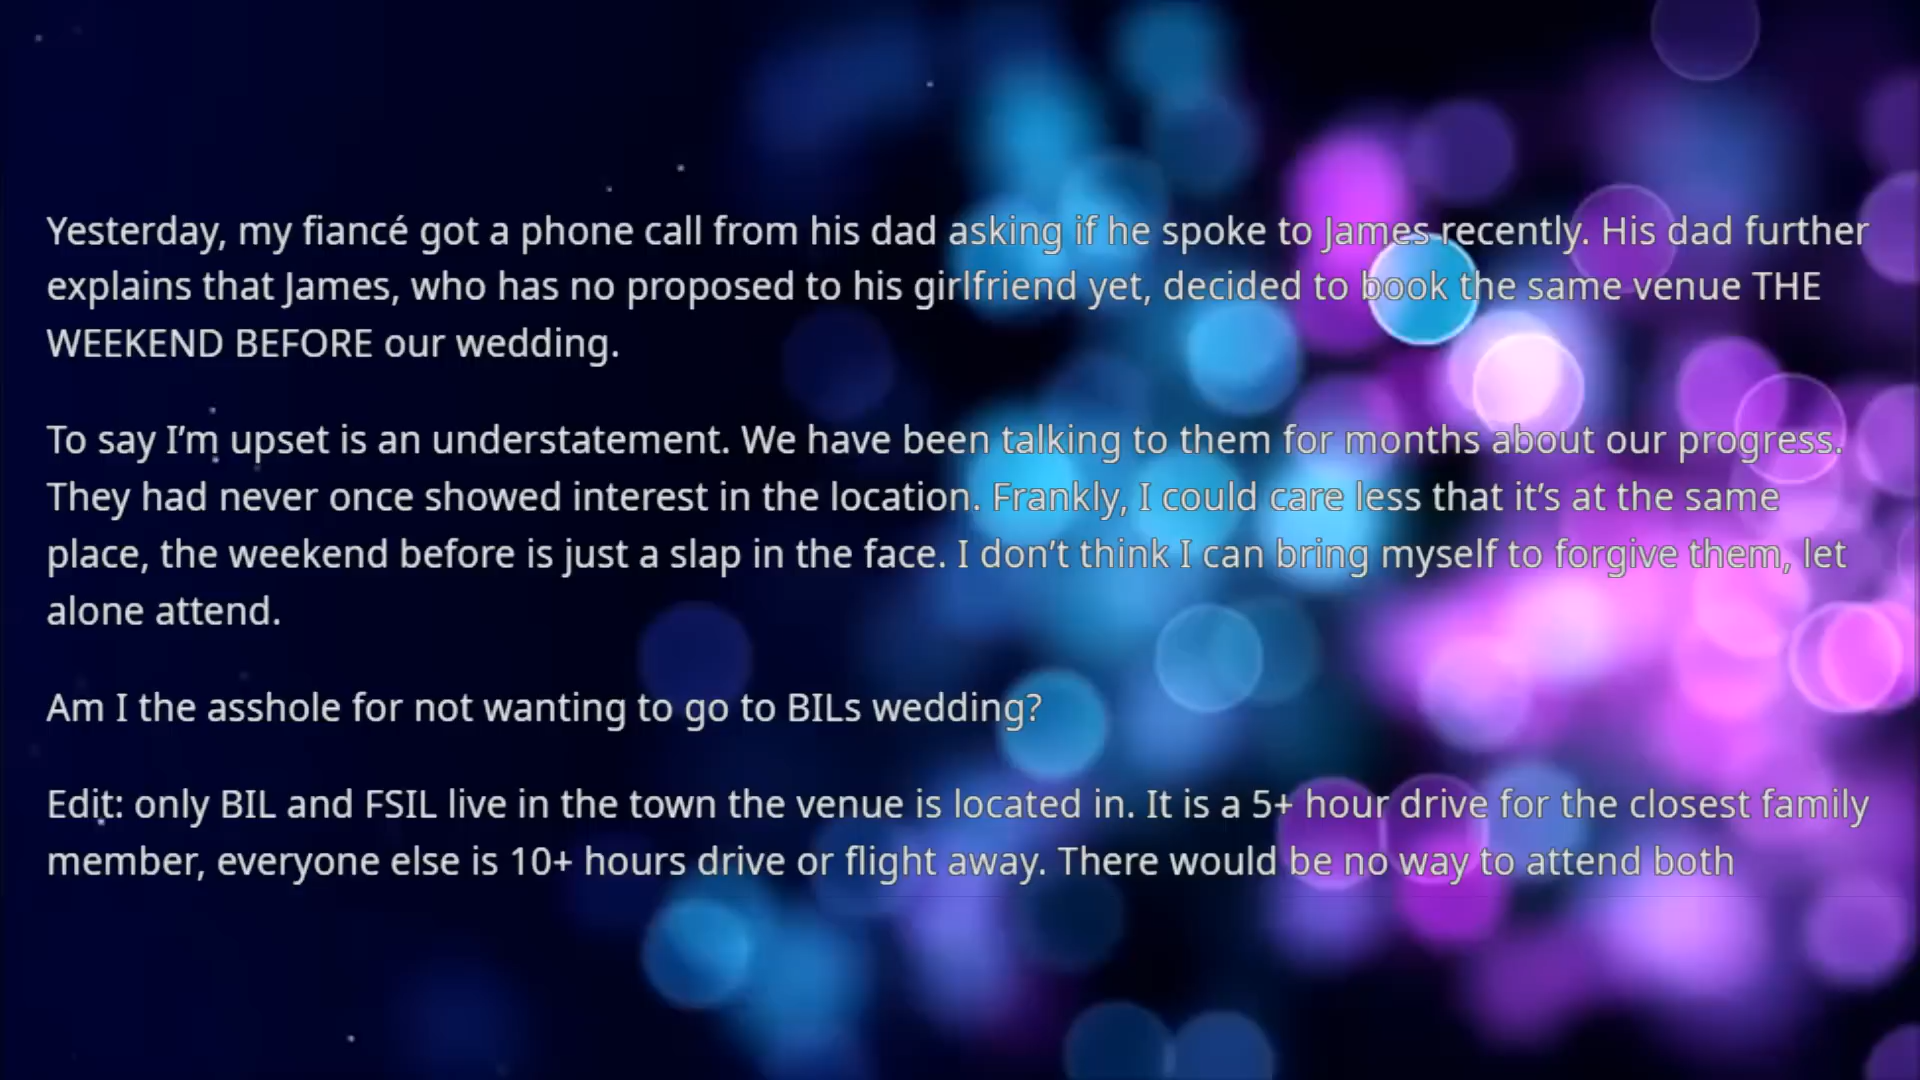 Yesterday, my fiancé got a phone call from his dad asking if he spoke to James recently. His dad further
explains that James, who has no proposed to his girlfriend yet, decided to book the same venue THE
WEEKEND BEFORE our wedding.
To say I’m upset is an understatement. We have been talking to them for months about our progress.
They had never once showed interest in the location. Frankly, I could care less that it’s at the same
place, the weekend before is just a slap in the face. I don’t think I can bring myself to forgive them, let
alone attend.
Am I the asshole for not wanting to go to BILs wedding?
Edit: only BIL and FSIL live in the town the venue is located in. It is a 5+ hour drive for the closest family
member, everyone else is 10+ hours drive or flight away. There would be no way to attend both